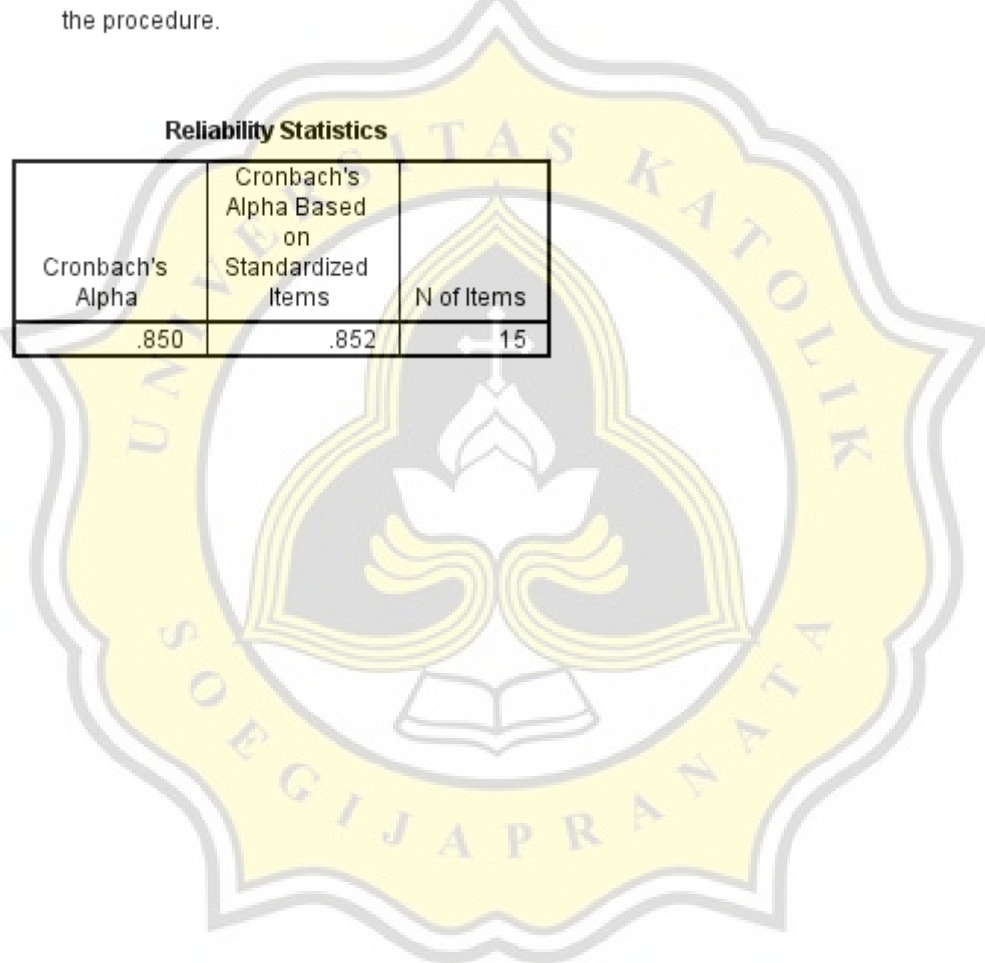 the procedure.
Reliability Statistics
Cronbach's Alpha
Cronbach's Alpha Based on Standardized Items
N of Items
.850 .852 15
UNIVERSITAS KATOLIK
SOEGIJAPRANATA